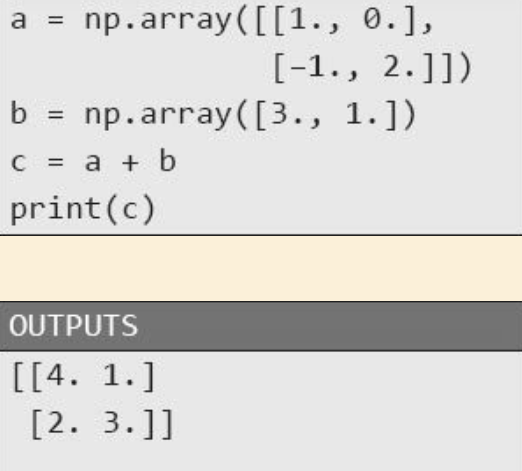 a = np.array([[1., 0.],
              [-1., 2.]])
b = np.array([3., 1.])
c = a + b
print(c)
OUTPUTS
[[4. 1.]
 [2. 3.]]